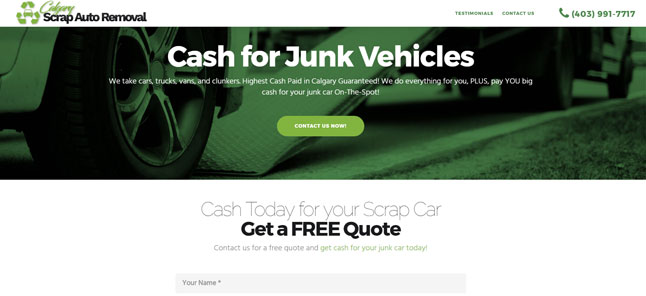 Calgary
Scrap Auto Removal
TESTIMONIALS CONTACT US (403) 991-7717
Cash for Junk Vehicles
We take cars, trucks, vans, and clunkers. Highest Cash Paid in Calgary Guaranteed! We do everything for you, PLUS, pay YOU big
cash for your junk car On-The-Spot!
CONTACT US NOW!
Cash Today for your Scrap Car
Get a FREE Quote
Contact us for a free quote and get cash for your junk car today!
Your Name *